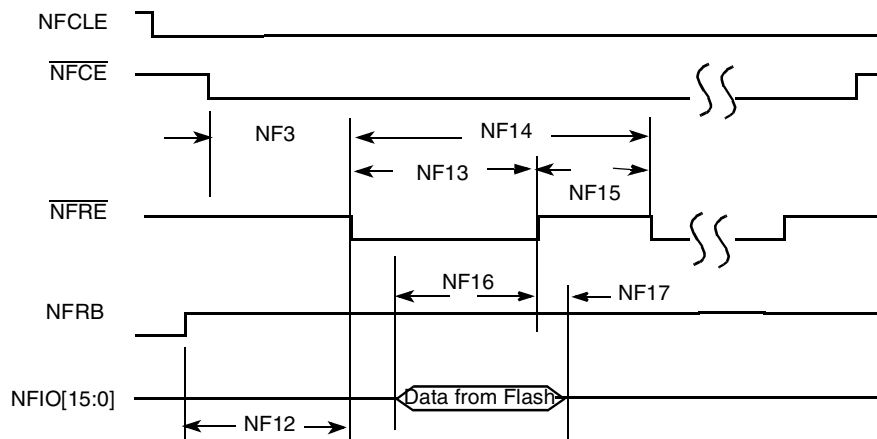 NFCLE
NFCE
NF3
NF14
NF13
NF15
NFRE
NF16
NF17
NFRB
NFIO[15:0]
Data from Flash
NF12